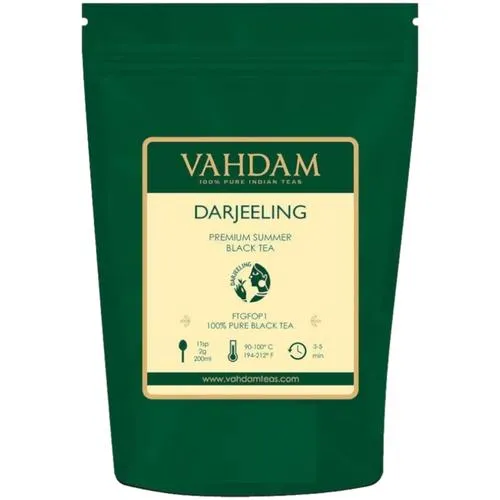 VAHDAM
100% PURE INDIAN TEAS
DARJEELING
PREMIUM SUMMER
BLACK TEA
DARJEELING
FTGFOP1
100% PURE BLACK TEA
1Tsp
2g
200ml
90-100° C
194-212° F
3-5
min
www.vahdamteas.com